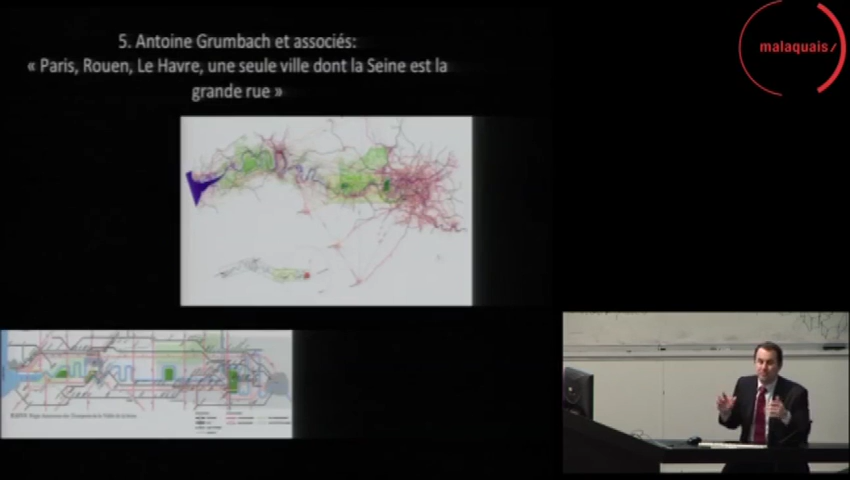 5. Antoine Grumbach et associés:
« Paris, Rouen, Le Havre, une seule ville dont la Seine est la
grande rue »
malaquais/